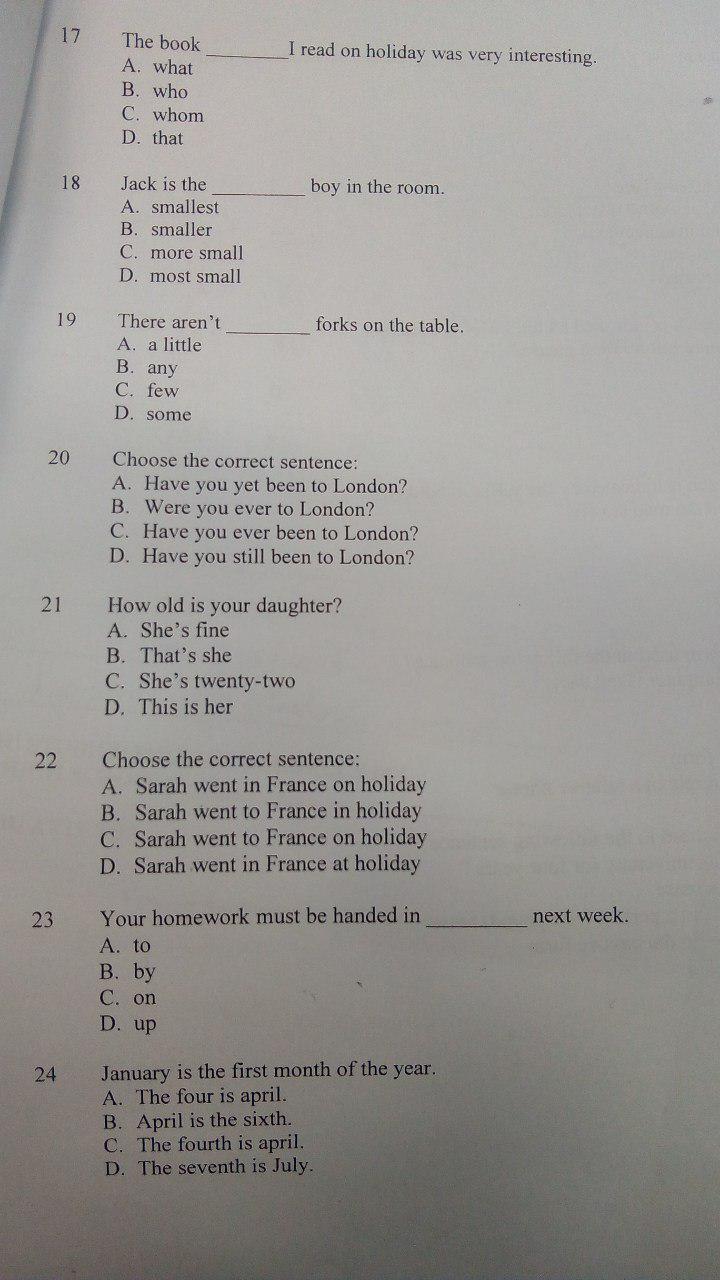 17 The book ________ I read on holiday was very interesting.
A. what
B. who
C. whom
D. that
18 Jack is the _________ boy in the room.
A. smallest
B. smaller
C. more small
D. most small
19 There aren't ________ forks on the table.
A. a little
B. any
C. few
D. some
20 Choose the correct sentence:
A. Have you yet been to London?
B. Were you ever to London?
C. Have you ever been to London?
D. Have you still been to London?
21 How old is your daughter?
A. She's fine
B. That's she
C. She's twenty-two
D. This is her
22 Choose the correct sentence:
A. Sarah went in France on holiday
B. Sarah went to France in holiday
C. Sarah went to France on holiday
D. Sarah went in France at holiday
23 Your homework must be handed in _________ next week.
A. to
B. by
C. on
D. up
24 January is the first month of the year.
A. The four is april.
B. April is the sixth.
C. The fourth is april.
D. The seventh is July.